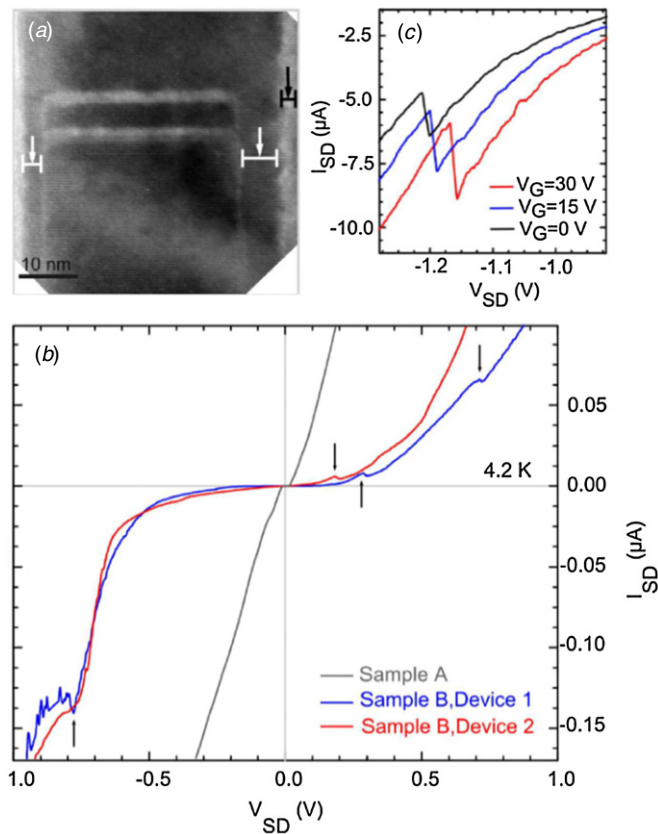 (a)
10 nm
(c)
-2.5
-5.0
-7.5
-10.0
I_SD (µA)
V_G=30 V
V_G=15 V
V_G=0 V
-1.2
-1.1
-1.0
V_SD (V)
(b)
4.2 K
0.05
0.00
-0.05
-0.10
-0.15
I_SD (µA)
Sample A
Sample B,Device 1
Sample B,Device 2
1.0
-0.5
0.0
0.5
1.0
V_SD (V)